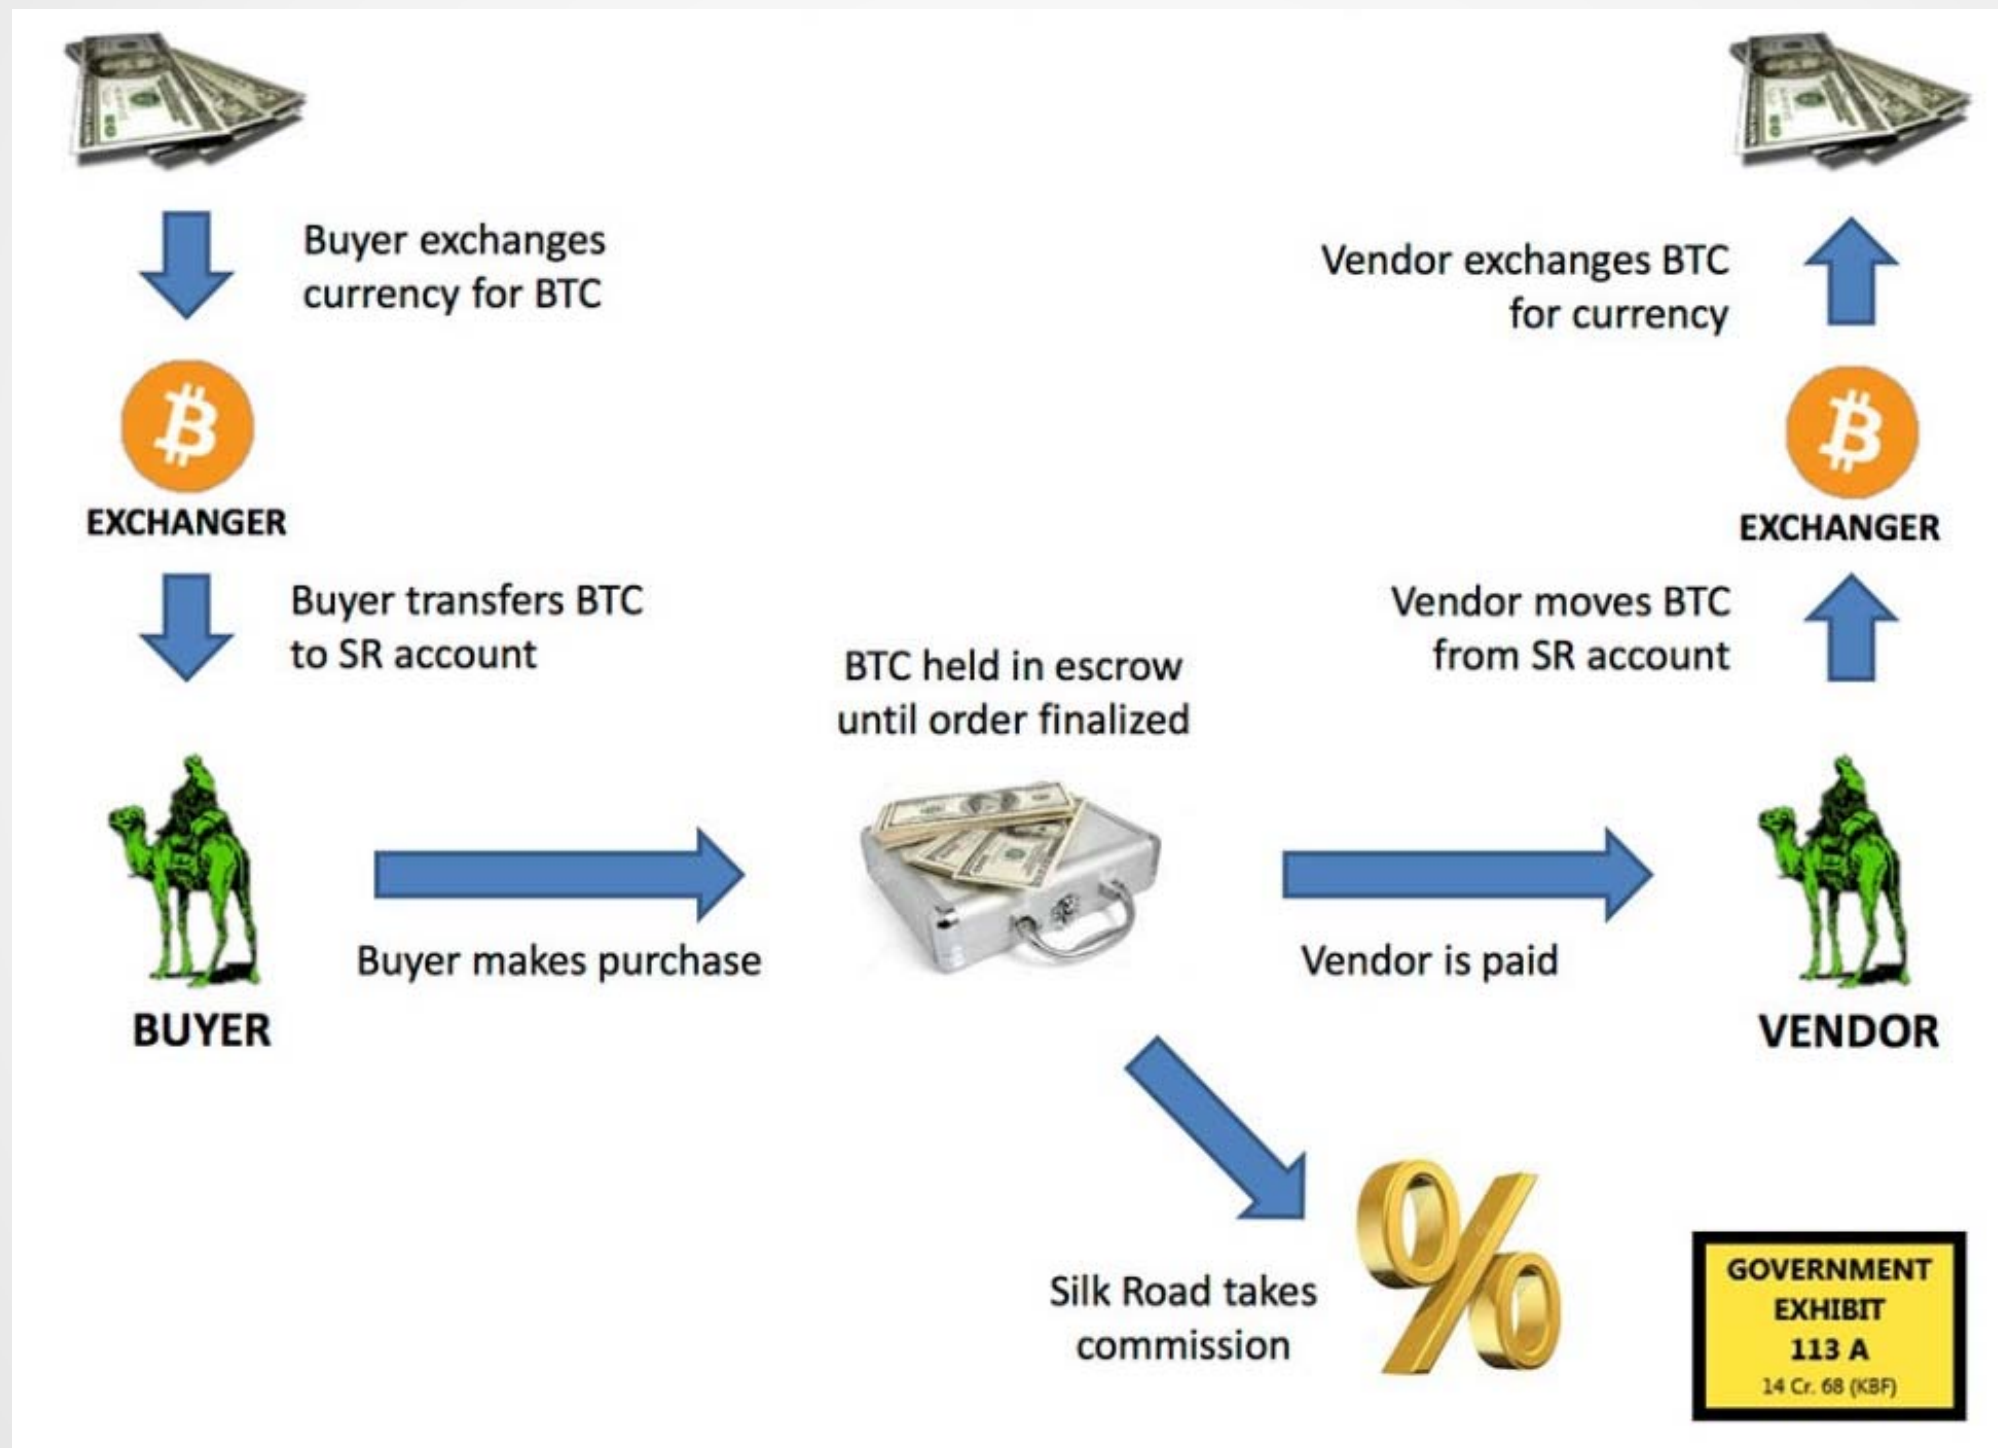 Buyer exchanges
currency for BTC
EXCHANGER
Buyer transfers BTC
to SR account
BUYER
Buyer makes purchase
BTC held in escrow
until order finalized
Vendor is paid
VENDOR
Vendor moves BTC
from SR account
EXCHANGER
Vendor exchanges BTC
for currency
Silk Road takes
commission
%
GOVERNMENT
EXHIBIT
113 A
14 Cr. 68 (KBF)